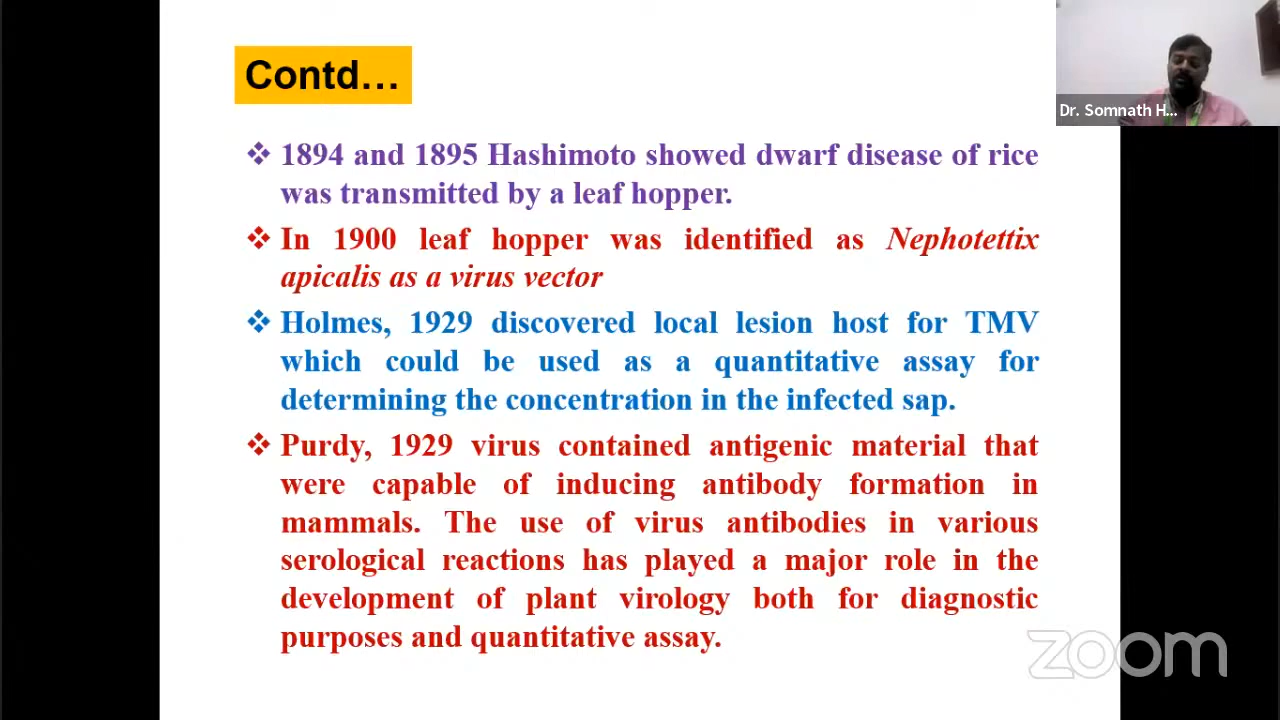 Contd...
Dr. Somnath H...
❖ 1894 and 1895 Hashimoto showed dwarf disease of rice
was transmitted by a leaf hopper.
❖ In 1900 leaf hopper was identified as Nephotettix
apicalis as a virus vector
❖ Holmes, 1929 discovered local lesion host for TMV
which could be used as a quantitative assay for
determining the concentration in the infected sap.
❖ Purdy, 1929 virus contained antigenic material that
were capable of inducing antibody formation in
mammals. The use of virus antibodies in various
serological reactions has played a major role in the
development of plant virology both for diagnostic
purposes and quantitative assay.
zoom